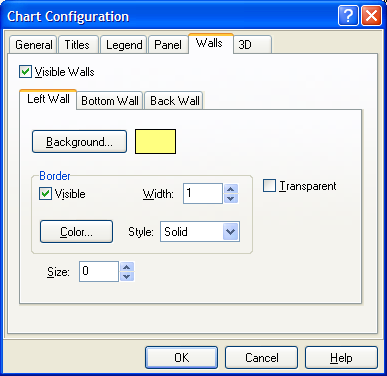 Chart Configuration
General Titles Legend Panel Walls 3D
Visible Walls
Left Wall Bottom Wall Back Wall
Background...
Border
Visible Width: 1 Transparent
Color... Style: Solid
Size: 0
OK Cancel Help